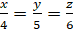 x/4 = y/5 = z/6